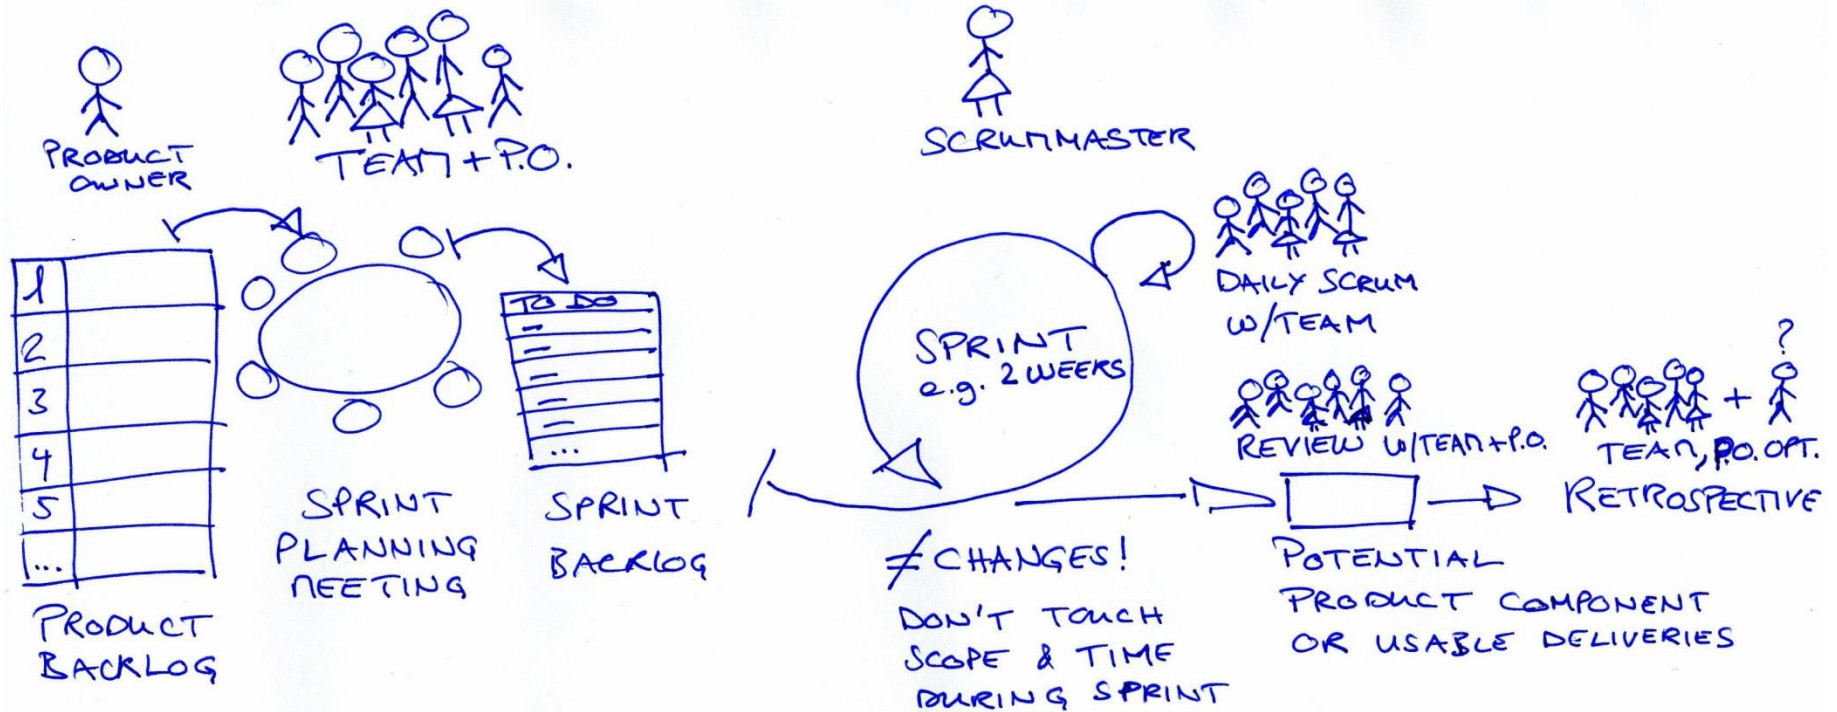 PRODUCT
OWNER
TEAM + P.O.
SCRUMMASTER
1
2
3
4
5
...
PRODUCT
BACKLOG
SPRINT
PLANNING
MEETING
TO DO
...
SPRINT
BACKLOG
SPRINT
e.g. 2 WEEKS
DAILY SCRUM
W/TEAM
REVIEW W/TEAM+P.O.
?
+
TEAM, P.O. OPT.
RETROSPECTIVE
≠ CHANGES!
DON'T TOUCH
SCOPE & TIME
DURING SPRINT
POTENTIAL
PRODUCT COMPONENT
OR USABLE DELIVERIES